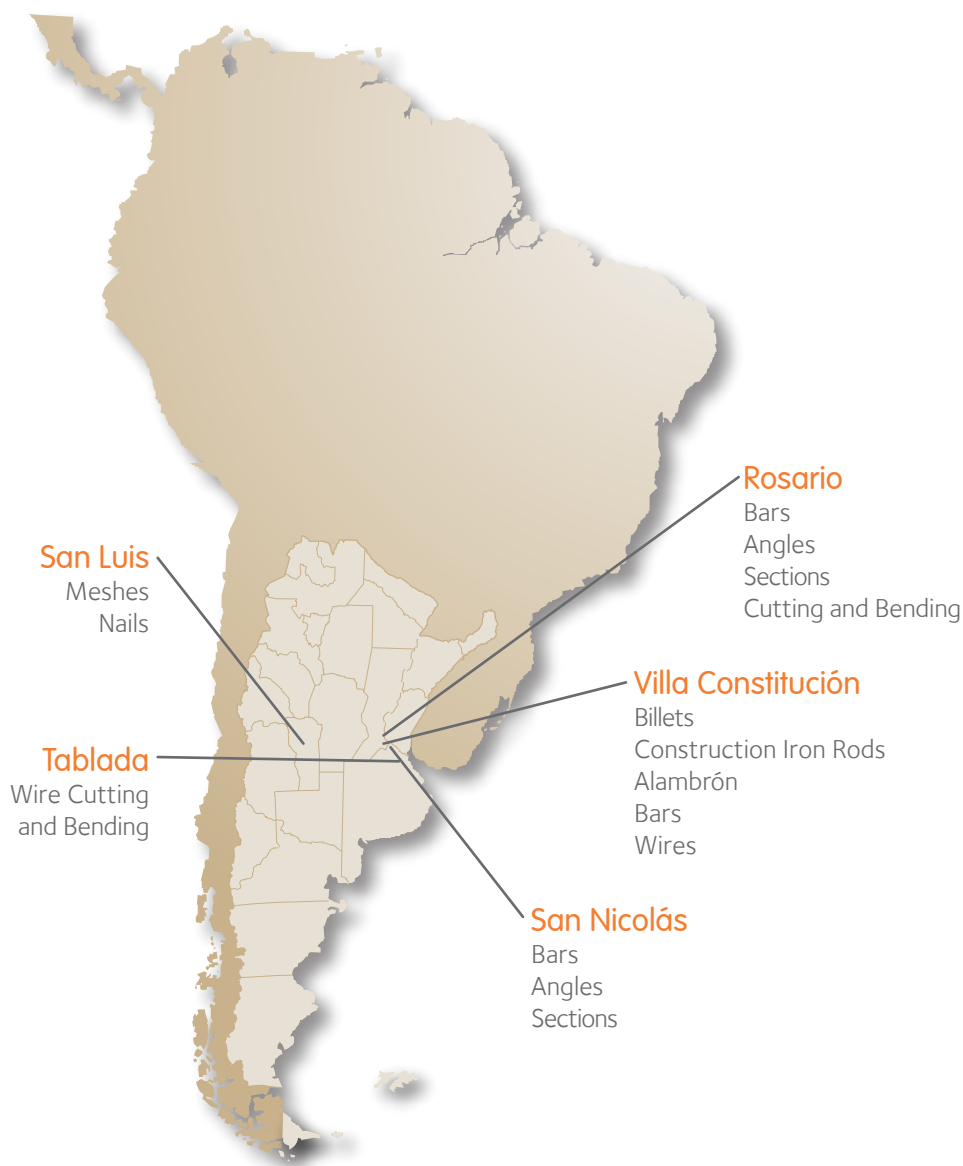 San Luis
Meshes
Nails
Tablada
Wire Cutting
and Bending
Rosario
Bars
Angles
Sections
Cutting and Bending
Villa Constitución
Billets
Construction Iron Rods
Alambrón
Bars
Wires
San Nicolás
Bars
Angles
Sections